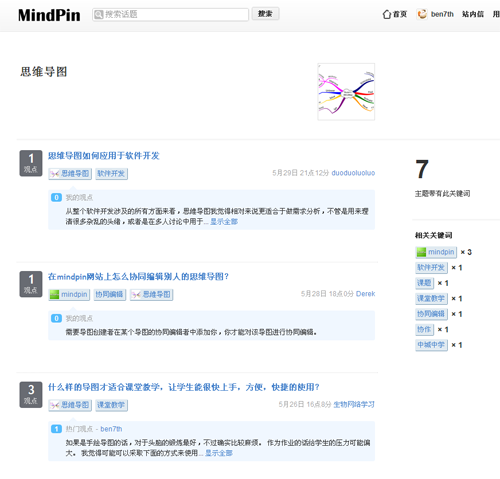 MindPin
搜索话题
搜索
首页
ben7th
站内信
用
思维导图
1
观点
思维导图如何应用于软件开发
思维导图 软件开发
5月29日 21点12分 duoduoluoluo
0 我的观点
从整个软件开发涉及的所有方面来看，思维导图我觉得相对来说更适合于做需求分析，不管是用来理
清很多杂乱的头绪，或者是在多人讨论中用于... 显示全部
1
观点
在mindpin网站上怎么协同编辑别人的思维导图？
mindpin 协同编辑 思维导图
5月28日 18点0分 Derek
0 我的观点
需要导图创建者在某个导图的协同编辑者中添加你，你才能对该导图进行协同编辑。
3
观点
什么样的导图才适合课堂教学，让学生能很快上手，方便，快捷的使用？
思维导图 课堂教学
5月26日 16点8分 生物网络学习
1 热门观点 - ben7th
如果是手绘导图的话，对于头脑的锻炼最好，不过确实比较麻烦。 作为作业的话给学生的压力可能偏
大。 我觉得可能可以采取下面的方式来使用... 显示全部
7
主题带有此关键词
相关关键词
mindpin × 3
软件开发 × 1
课题 × 1
课堂教学 × 1
协同编辑 × 1
协作 × 1
中城中学 × 1